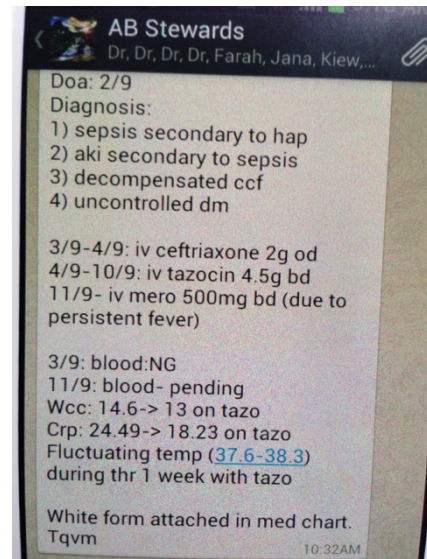 AB Stewards
Dr, Dr, Dr, Dr, Farah, Jana, Kiew,...
Doa: 2/9
Diagnosis:
1) sepsis secondary to hap
2) aki secondary to sepsis
3) decompensated ccf
4) uncontrolled dm
3/9-4/9: iv ceftriaxone 2g od
4/9-10/9: iv tazocin 4.5g bd
11/9- iv mero 500mg bd (due to
persistent fever)
3/9: blood:NG
11/9: blood- pending
Wcc: 14.6-> 13 on tazo
Crp: 24.49-> 18.23 on tazo
Fluctuating temp (37.6-38.3)
during thr 1 week with tazo
White form attached in med chart.
Tqvm
10:32AM